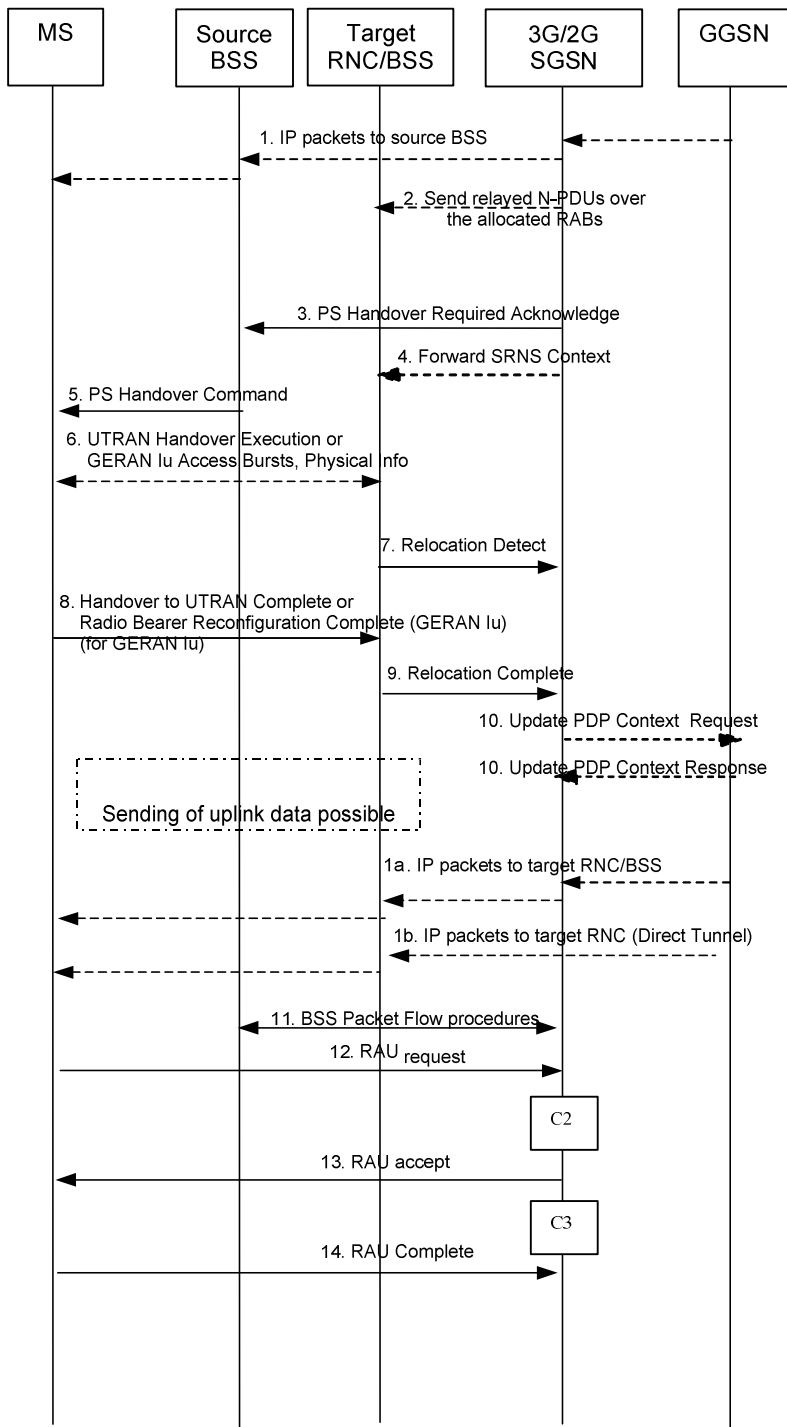 MS
Source
BSS
Target
RNC/BSS
3G/2G
SGSN
GGSN
1. IP packets to source BSS
2. Send relayed N-PDUs over
the allocated RABs
3. PS Handover Required Acknowledge
4. Forward SRNS Context
5. PS Handover Command
6. UTRAN Handover Execution or
GERAN Iu Access Bursts, Physical Info
7. Relocation Detect
8. Handover to UTRAN Complete or
Radio Bearer Reconfiguration Complete (GERAN Iu)
(for GERAN Iu)
9. Relocation Complete
10. Update PDP Context Request
10. Update PDP Context Response
Sending of uplink data possible
1a. IP packets to target RNC/BSS
1b. IP packets to target RNC (Direct Tunnel)
11. BSS Packet Flow procedures
12. RAU request
C2
13. RAU accept
C3
14. RAU Complete